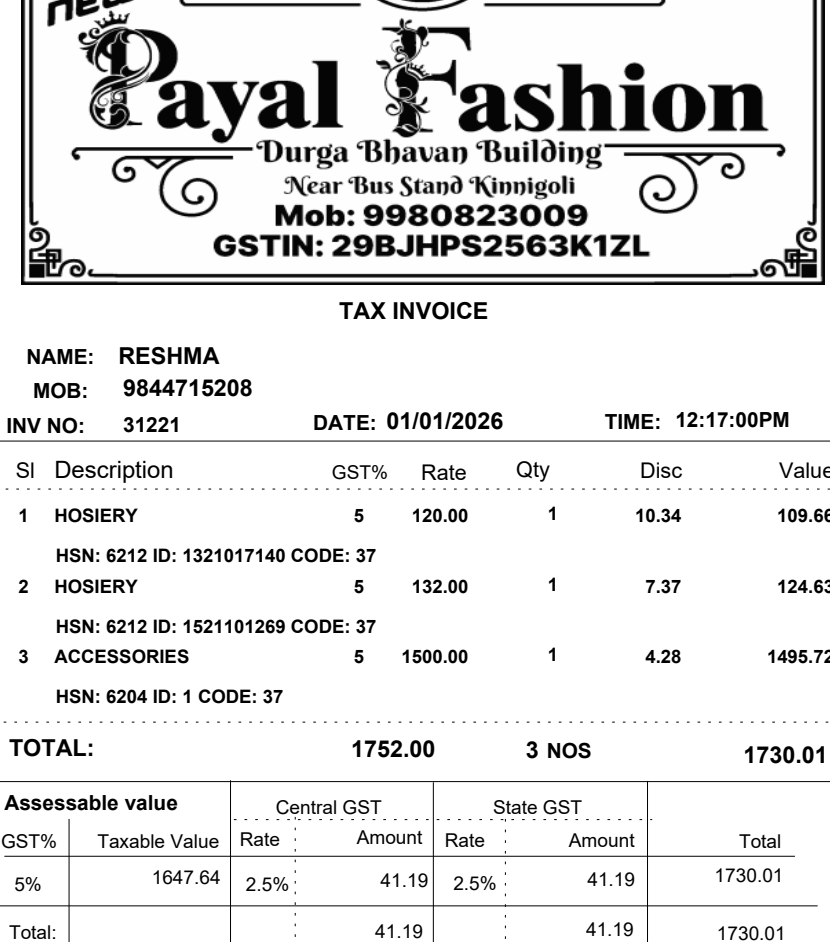 new
Payal Fashion
Durga Bhavan Building
Near Bus Stand Kinnigoli
Mob: 9980823009
GSTIN: 29BJHPS2563K1ZL
TAX INVOICE
NAME: RESHMA
MOB: 9844715208
INV NO: 31221 DATE: 01/01/2026 TIME: 12:17:00PM
Sl Description GST% Rate Qty Disc Value
1 HOSIERY 5 120.00 1 10.34 109.66
HSN: 6212 ID: 1321017140 CODE: 37
2 HOSIERY 5 132.00 1 7.37 124.63
HSN: 6212 ID: 1521101269 CODE: 37
3 ACCESSORIES 5 1500.00 1 4.28 1495.72
HSN: 6204 ID: 1 CODE: 37
TOTAL: 1752.00 3 NOS 1730.01
Assessable value Central GST State GST
GST% Taxable Value Rate Amount Rate Amount Total
5% 1647.64 2.5% 41.19 2.5% 41.19 1730.01
Total: 41.19 41.19 1730.01